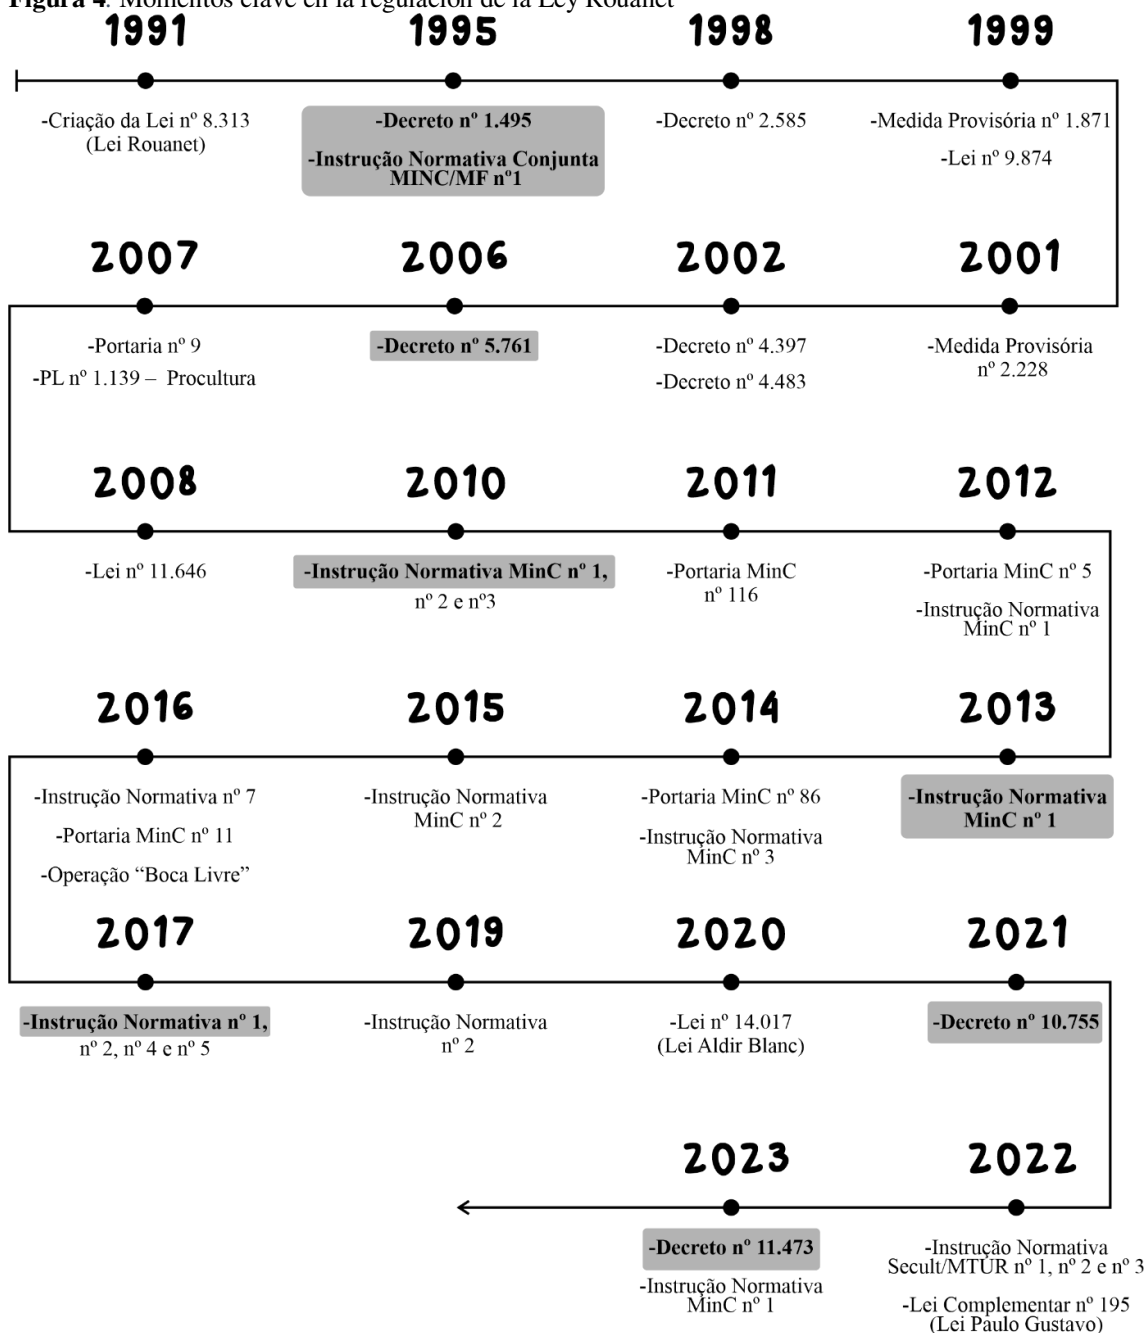 Figura 4. Momentos clave en la regulación de la Ley Rouanet
1991
1995
1998
1999
-Criação da Lei nº 8.313
(Lei Rouanet)
-Decreto nº 1.495
-Instrução Normativa Conjunta
MINC/MF nº1
-Decreto nº 2.585
-Medida Provisória nº 1.871
-Lei nº 9.874
2007
2006
2002
2001
-Portaria nº 9
-PL nº 1.139 – Procultura
-Decreto nº 5.761
-Decreto nº 4.397
-Decreto nº 4.483
-Medida Provisória
nº 2.228
2008
2010
2011
2012
-Lei nº 11.646
-Instrução Normativa MinC nº 1,
nº 2 e nº3
-Portaria MinC
nº 116
-Portaria MinC nº 5
-Instrução Normativa
MinC nº 1
2016
2015
2014
2013
-Instrução Normativa nº 7
-Portaria MinC nº 11
-Operação “Boca Livre”
-Instrução Normativa
MinC nº 2
-Portaria MinC nº 86
-Instrução Normativa
MinC nº 3
-Instrução Normativa
MinC nº 1
2017
2019
2020
2021
-Instrução Normativa nº 1,
nº 2, nº 4 e nº 5
-Instrução Normativa
nº 2
-Lei nº 14.017
(Lei Aldir Blanc)
-Decreto nº 10.755
2023
2022
-Decreto nº 11.473
-Instrução Normativa
MinC nº 1
-Instrução Normativa
Secult/MTUR nº 1, nº 2 e nº 3
-Lei Complementar nº 195
(Lei Paulo Gustavo)